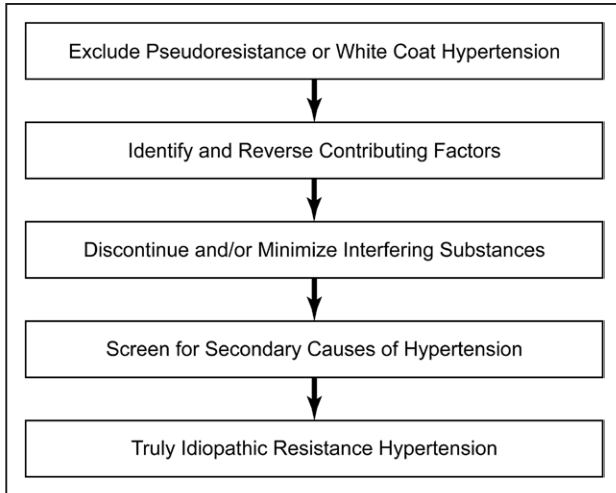 Exclude Pseudoresistance or White Coat Hypertension
Identify and Reverse Contributing Factors
Discontinue and/or Minimize Interfering Substances
Screen for Secondary Causes of Hypertension
Truly Idiopathic Resistance Hypertension